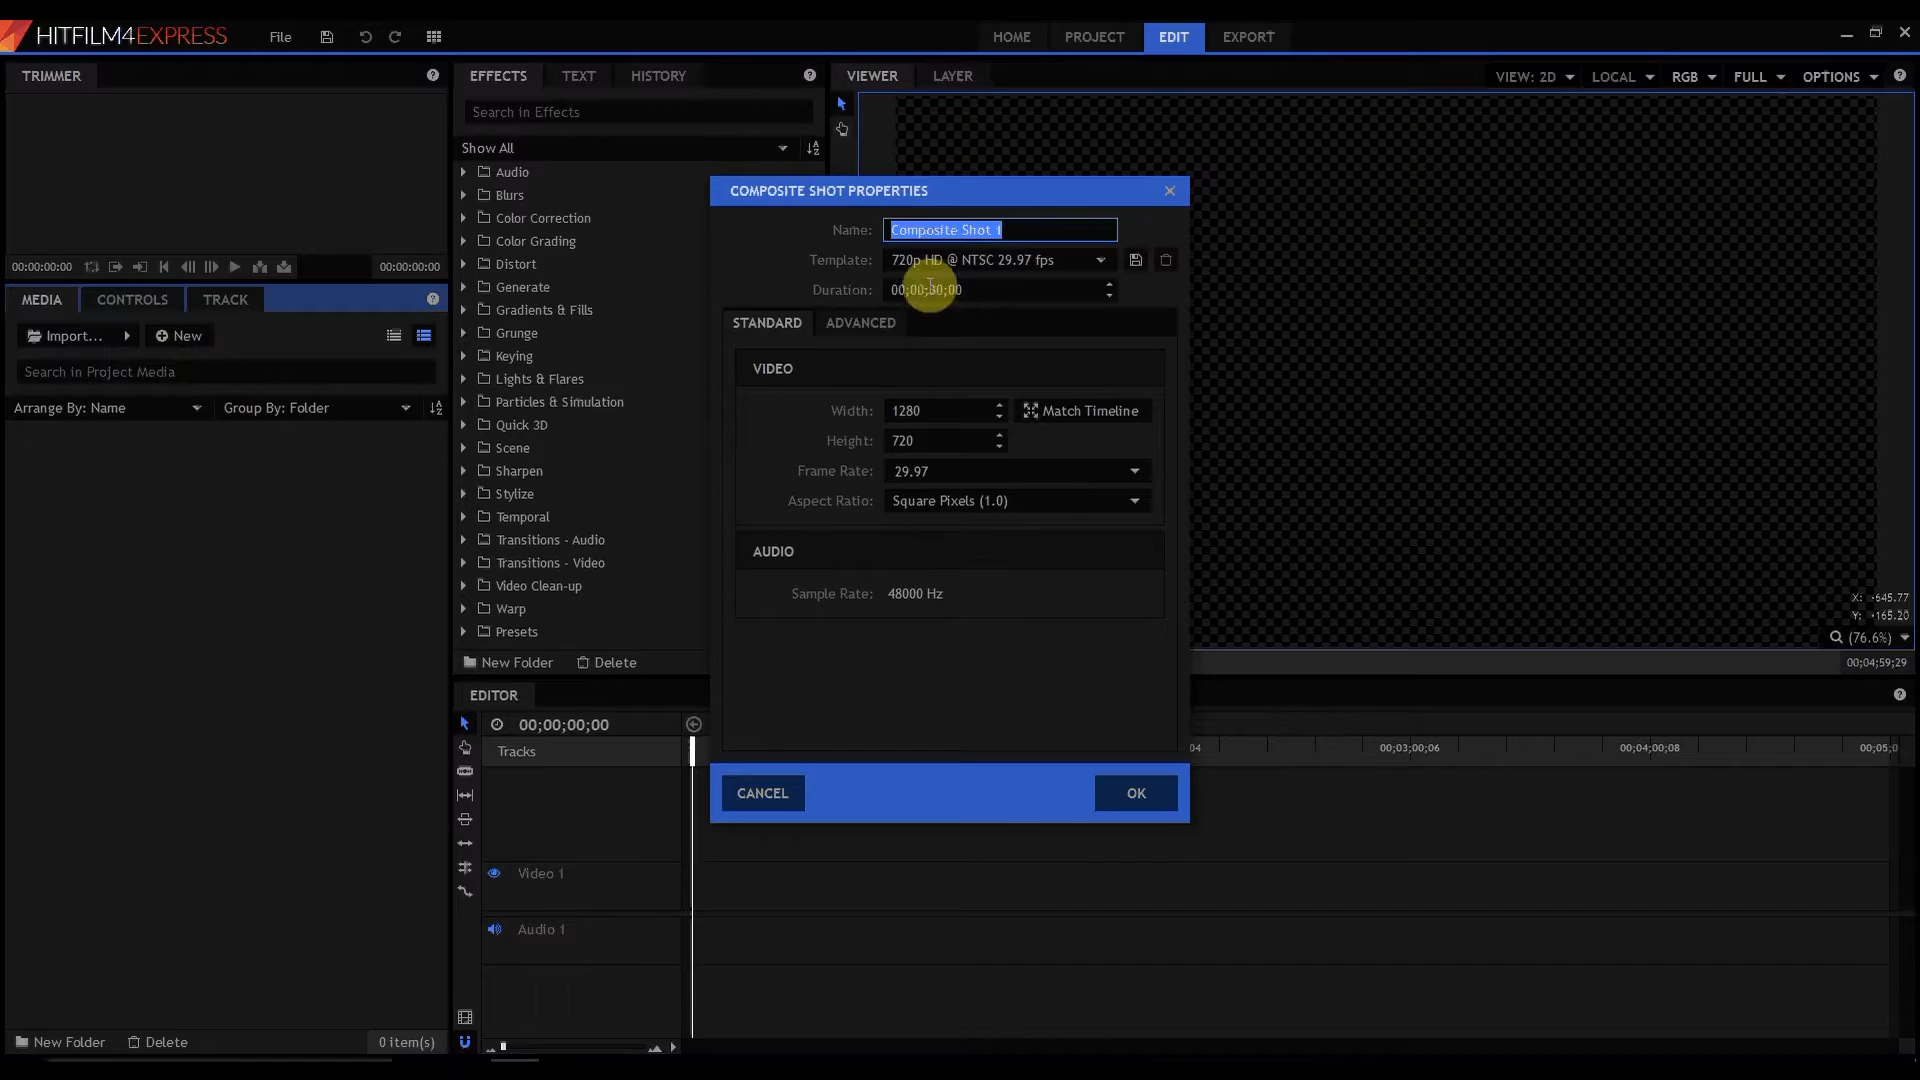 HITFILM4EXPRESS File HOME PROJECT EDIT EXPORT
TRIMMER
00:00:00:00 00:00:00:00
MEDIA CONTROLS TRACK
Import... New
Search in Project Media
Arrange By: Name Group By: Folder
New Folder Delete 0 item(s)
EFFECTS TEXT HISTORY
Search in Effects
Show All
Audio
Blurs
Color Correction
Color Grading
Distort
Generate
Gradients & Fills
Grunge
Keying
Lights & Flares
Particles & Simulation
Quick 3D
Scene
Sharpen
Stylize
Temporal
Transitions - Audio
Transitions - Video
Video Clean-up
Warp
Presets
New Folder Delete
VIEWER LAYER VIEW: 2D LOCAL RGB FULL OPTIONS
X: -645.77
Y: -165.20
(76.6%)
00;04;59;29
COMPOSITE SHOT PROPERTIES
Name: Composite Shot 1
Template: 720p HD @ NTSC 29.97 fps
Duration: 00;00;30;00
STANDARD ADVANCED
VIDEO
Width: 1280 Match Timeline
Height: 720
Frame Rate: 29.97
Aspect Ratio: Square Pixels (1.0)
AUDIO
Sample Rate: 48000 Hz
CANCEL OK
EDITOR
00;00;00;00
Tracks
04 00;03;00;06 00;04;00;08 00;05;0
Video 1
Audio 1